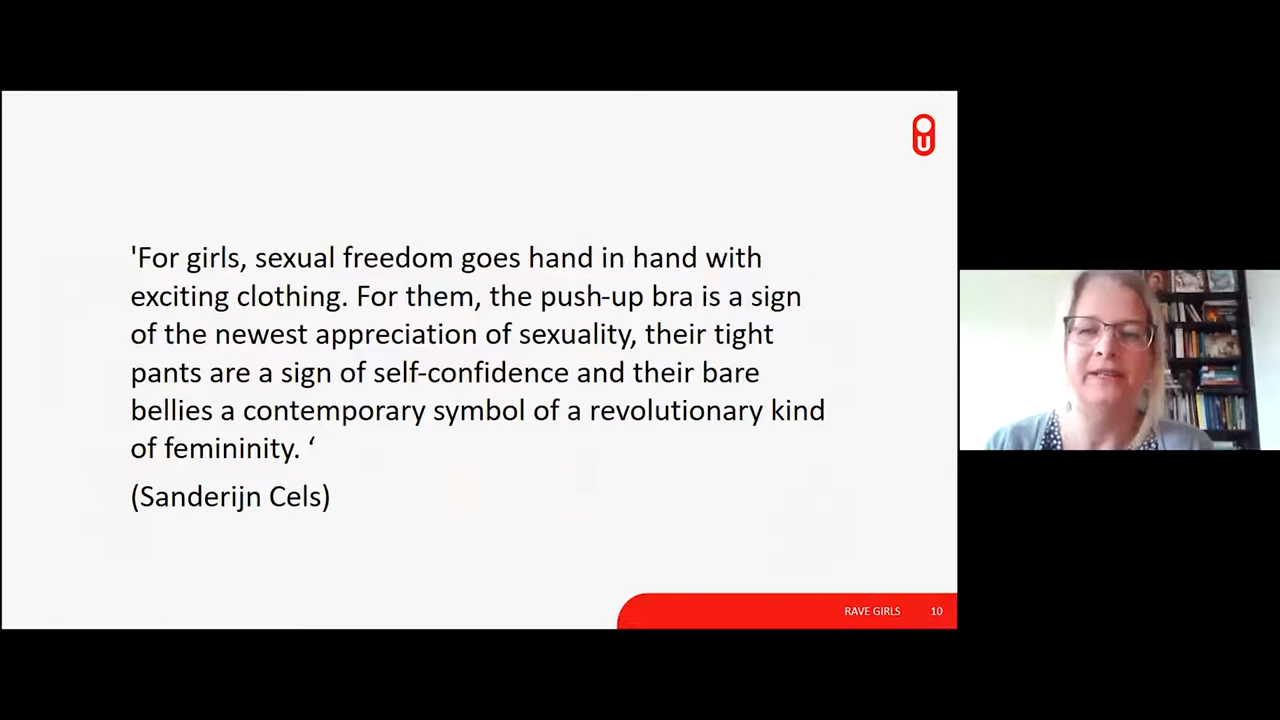 'For girls, sexual freedom goes hand in hand with
exciting clothing. For them, the push-up bra is a sign
of the newest appreciation of sexuality, their tight
pants are a sign of self-confidence and their bare
bellies a contemporary symbol of a revolutionary kind
of femininity. ‘
(Sanderijn Cels)
RAVE GIRLS 10